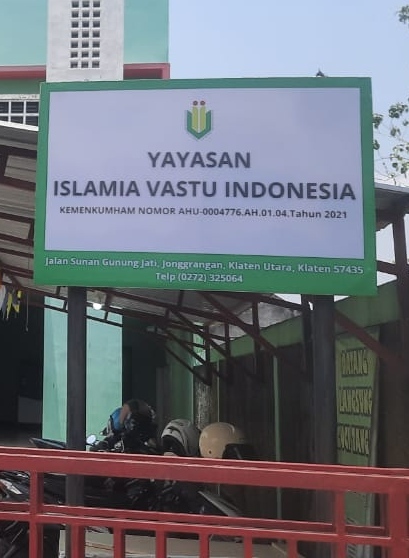 YAYASAN
ISLAMIA VASTU INDONESIA
KEMENKUMHAM NOMOR AHU-0004776.AH.01.04.Tahun 2021
Jalan Sunan Gunung Jati, Jonggrangan, Klaten Utara, Klaten 57435
Telp (0272) 325064